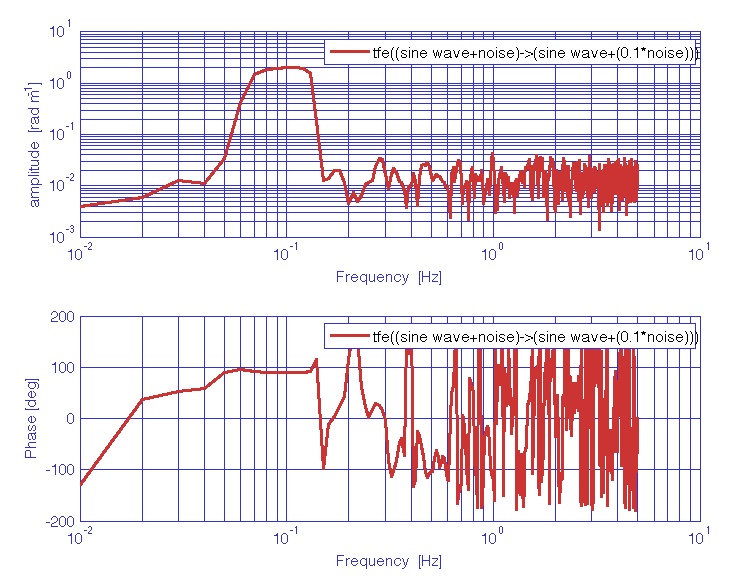 10^1
tfe((sine wave+noise)->(sine wave+(0.1*noise)))
10^0
amplitude [rad m^-1]
10^-1
10^-2
10^-3
10^-2 10^-1 10^0 10^1
Frequency [Hz]
200
tfe((sine wave+noise)->(sine wave+(0.1*noise)))
100
Phase [deg]
0
-100
-200
10^-2 10^-1 10^0 10^1
Frequency [Hz]